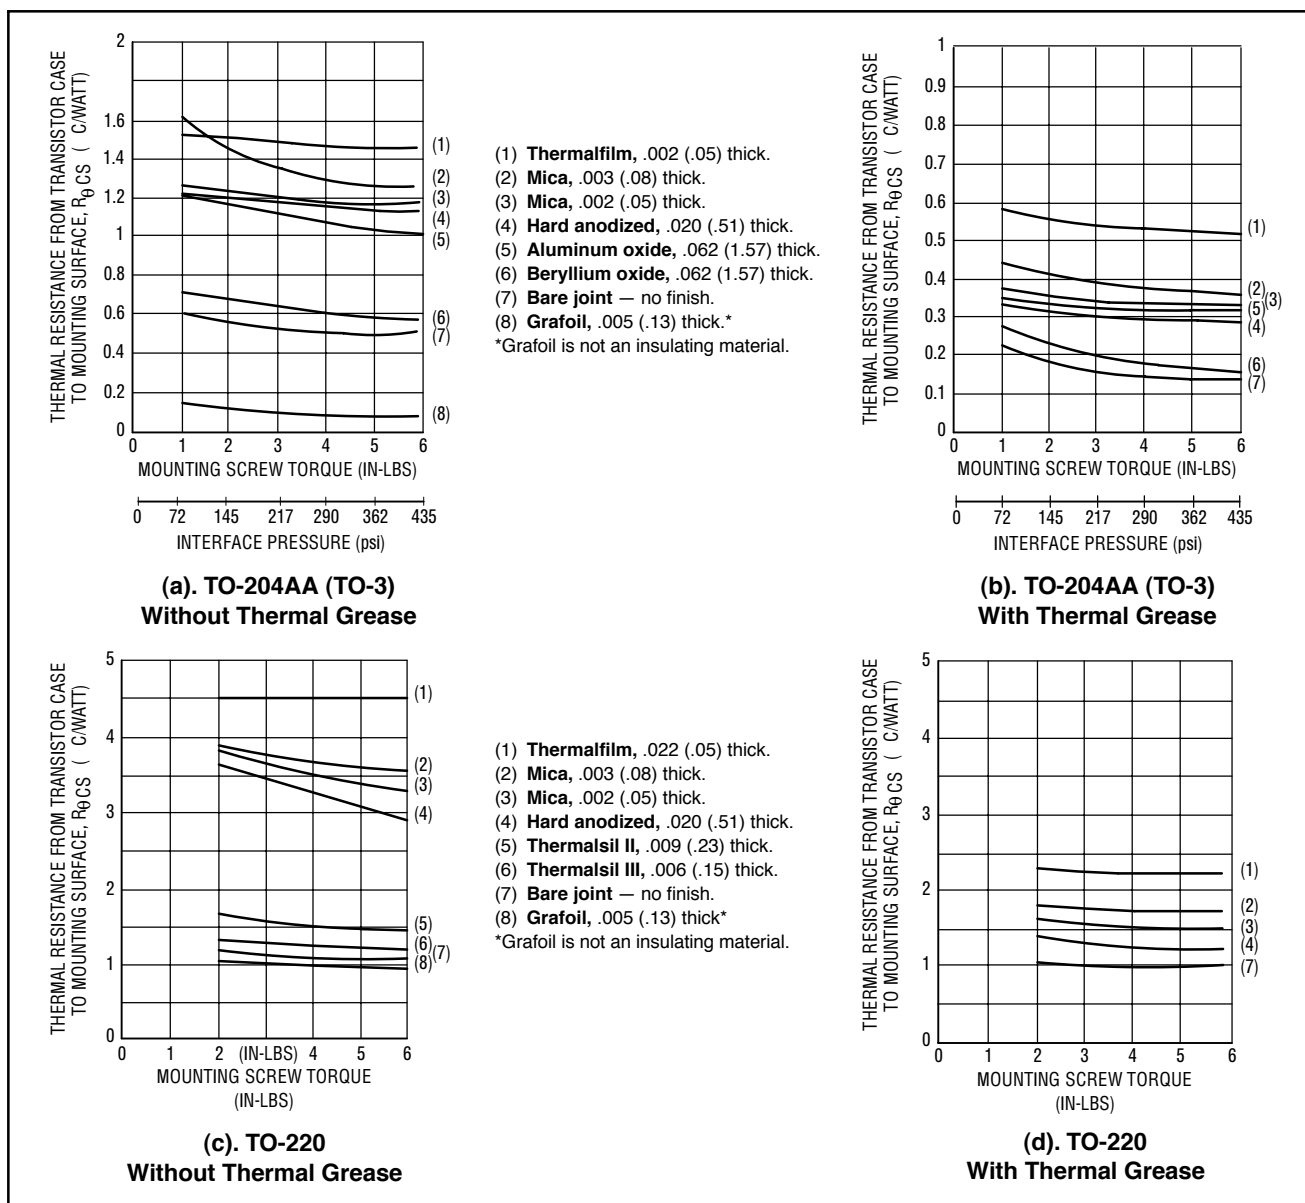 THERMAL RESISTANCE FROM TRANSISTOR CASE
TO MOUNTING SURFACE, RθCS ( C/WATT)
2
1.6
1.4
1.2
1
0.8
0.6
0.4
0.2
0
(1)
(2)
(3)
(4)
(5)
(6)
(7)
(8)
0 1 2 3 4 5 6
MOUNTING SCREW TORQUE (IN-LBS)
0 72 145 217 290 362 435
INTERFACE PRESSURE (psi)
(a). TO-204AA (TO-3)
Without Thermal Grease
(1) Thermalfilm, .002 (.05) thick.
(2) Mica, .003 (.08) thick.
(3) Mica, .002 (.05) thick.
(4) Hard anodized, .020 (.51) thick.
(5) Aluminum oxide, .062 (1.57) thick.
(6) Beryllium oxide, .062 (1.57) thick.
(7) Bare joint — no finish.
(8) Grafoil, .005 (.13) thick.*
*Grafoil is not an insulating material.
THERMAL RESISTANCE FROM TRANSISTOR CASE
TO MOUNTING SURFACE, RθCS ( C/WATT)
1
0.9
0.8
0.7
0.6
0.5
0.4
0.3
0.2
0.1
0
(1)
(2)
(3)
(5)
(4)
(6)
(7)
0 1 2 3 4 5 6
MOUNTING SCREW TORQUE (IN-LBS)
0 72 145 217 290 362 435
INTERFACE PRESSURE (psi)
(b). TO-204AA (TO-3)
With Thermal Grease
THERMAL RESISTANCE FROM TRANSISTOR CASE
TO MOUNTING SURFACE, RθCS ( C/WATT)
5
4
3
2
1
0
(1)
(2)
(3)
(4)
(5)
(6)
(7)
(8)
0 1 2 (IN-LBS) 4 5 6
MOUNTING SCREW TORQUE
(IN-LBS)
(c). TO-220
Without Thermal Grease
(1) Thermalfilm, .022 (.05) thick.
(2) Mica, .003 (.08) thick.
(3) Mica, .002 (.05) thick.
(4) Hard anodized, .020 (.51) thick.
(5) Thermalsil II, .009 (.23) thick.
(6) Thermalsil III, .006 (.15) thick.
(7) Bare joint — no finish.
(8) Grafoil, .005 (.13) thick*
*Grafoil is not an insulating material.
THERMAL RESISTANCE FROM TRANSISTOR CASE
TO MOUNTING SURFACE, RθCS ( C/WATT)
5
4
3
2
1
0
(1)
(2)
(3)
(4)
(7)
0 1 2 3 4 5 6
MOUNTING SCREW TORQUE
(IN-LBS)
(d). TO-220
With Thermal Grease